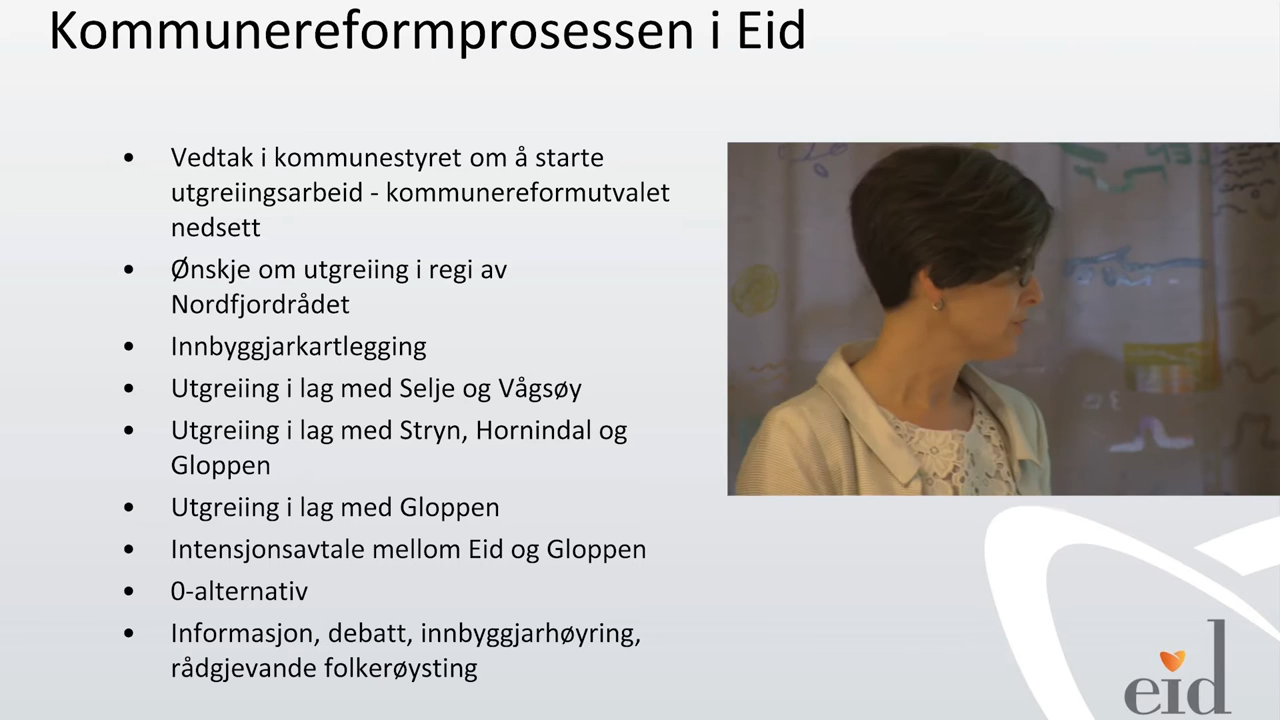 Kommunereformprosessen i Eid
• Vedtak i kommunestyret om å starte
utgreiingsarbeid - kommunereformutvalet
nedsett
• Ønskje om utgreiing i regi av
Nordfjordrådet
• Innbyggjarkartlegging
• Utgreiing i lag med Selje og Vågsøy
• Utgreiing i lag med Stryn, Hornindal og
Gloppen
• Utgreiing i lag med Gloppen
• Intensjonsavtale mellom Eid og Gloppen
• 0-alternativ
• Informasjon, debatt, innbyggjarhøyring,
rådgjevande folkerøysting
eid